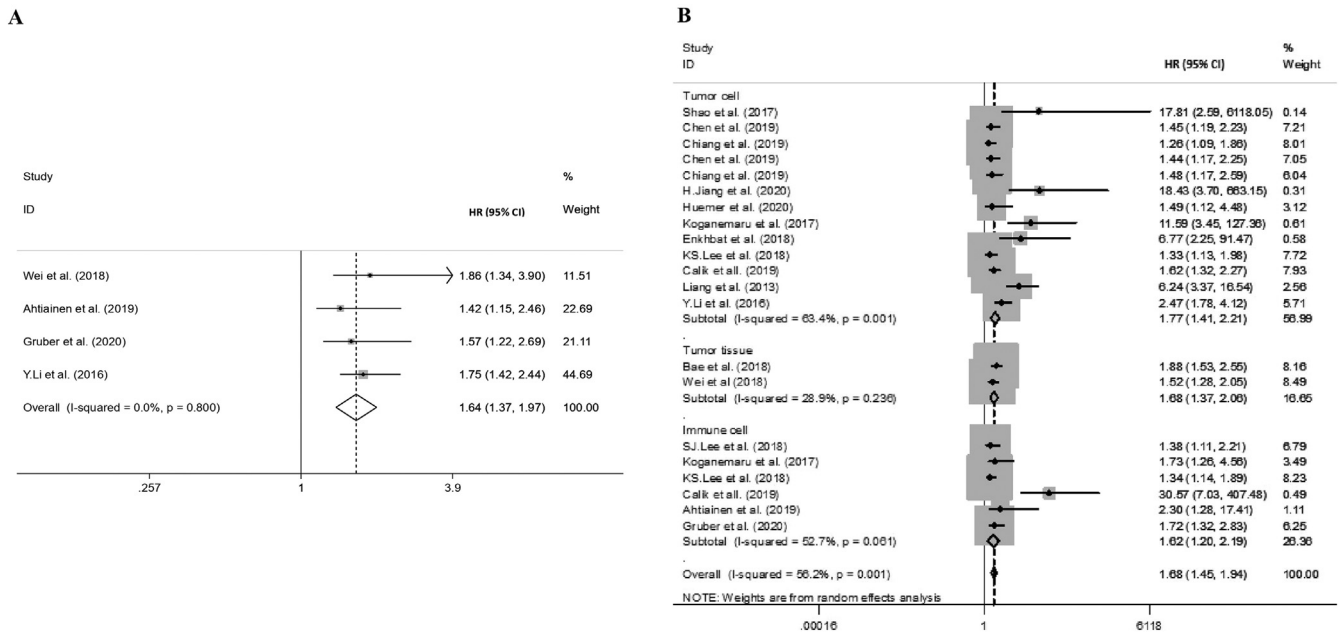 A
Study %
ID HR (95% CI) Weight
Wei et al. (2018) 1.86 (1.34, 3.90) 11.51
Ahtiainen et al. (2019) 1.42 (1.15, 2.46) 22.69
Gruber et al. (2020) 1.57 (1.22, 2.69) 21.11
Y.Li et al. (2016) 1.75 (1.42, 2.44) 44.69
Overall (I-squared = 0.0%, p = 0.800) 1.64 (1.37, 1.97) 100.00
.257 1 3.9
B
Study %
ID HR (95% CI) Weight
Tumor cell
Shao et al. (2017) 17.81 (2.59, 6118.05) 0.14
Chen et al. (2019) 1.45 (1.19, 2.23) 7.21
Chiang et al. (2019) 1.26 (1.09, 1.86) 8.01
Chen et al. (2019) 1.44 (1.17, 2.25) 7.05
Chiang et al. (2019) 1.48 (1.17, 2.59) 6.04
H.Jiang et al. (2020) 18.43 (3.70, 663.15) 0.31
Huemer et al. (2020) 1.49 (1.12, 4.48) 3.12
Koganemaru et al. (2017) 11.59 (3.45, 127.36) 0.61
Enkhbat et al. (2018) 6.77 (2.25, 91.47) 0.58
KS.Lee et al. (2018) 1.33 (1.13, 1.98) 7.72
Calik et al. (2019) 1.62 (1.32, 2.27) 7.93
Liang et al. (2013) 6.24 (3.37, 16.54) 2.56
Y.Li et al. (2016) 2.47 (1.78, 4.12) 5.71
Subtotal (I-squared = 63.4%, p = 0.001) 1.77 (1.41, 2.21) 56.99
.
Tumor tissue
Bae et al. (2018) 1.88 (1.53, 2.55) 8.16
Wei et al (2018) 1.52 (1.28, 2.05) 8.49
Subtotal (I-squared = 28.9%, p = 0.236) 1.68 (1.37, 2.06) 16.65
.
Immune cell
SJ.Lee et al. (2018) 1.38 (1.11, 2.21) 6.79
Koganemaru et al. (2017) 1.73 (1.26, 4.56) 3.49
KS.Lee et al. (2018) 1.34 (1.14, 1.89) 8.23
Calik et all. (2019) 30.57 (7.03, 407.48) 0.49
Ahtiainen et al. (2019) 2.30 (1.28, 17.41) 1.11
Gruber et al. (2020) 1.72 (1.32, 2.83) 6.25
Subtotal (I-squared = 52.7%, p = 0.061) 1.62 (1.20, 2.19) 26.36
.
Overall (I-squared = 56.2%, p = 0.001) 1.68 (1.45, 1.94) 100.00
NOTE: Weights are from random effects analysis
.00016 1 6118